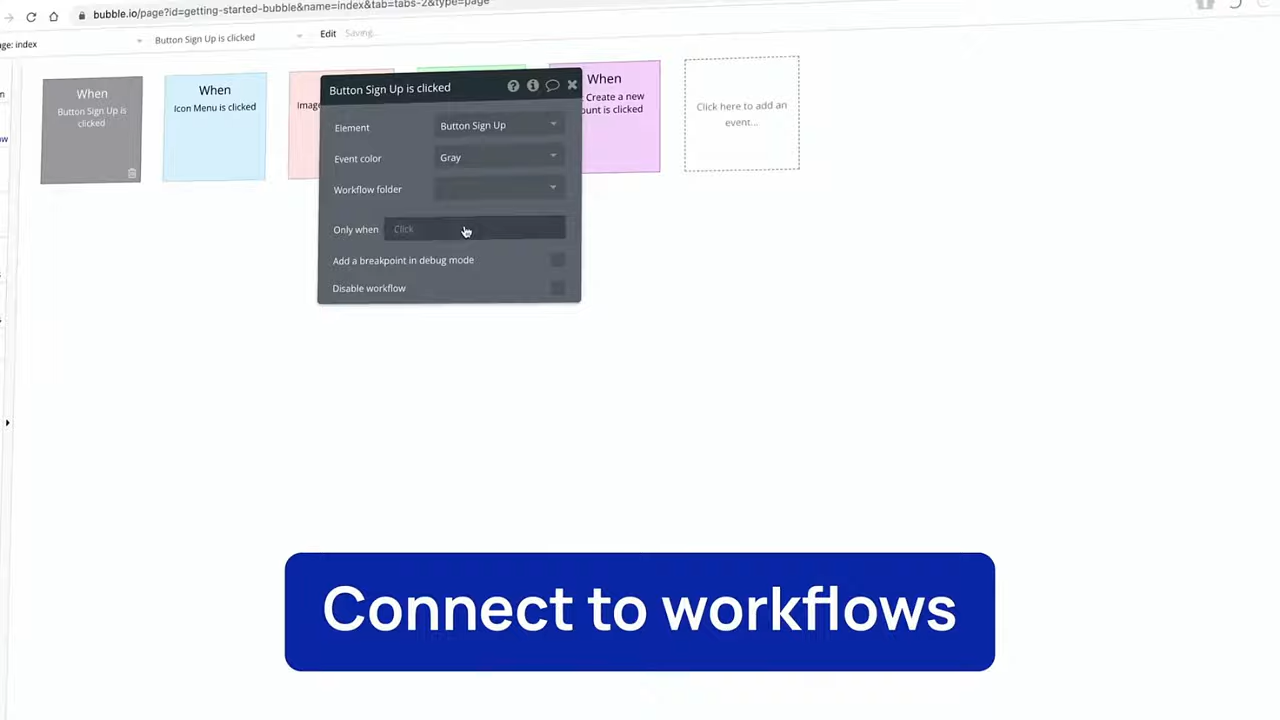 bubble.io/page?id=getting-started-bubble&name=index&tab=tabs-2&type=page
ge: index
Button Sign Up is clicked
Edit
Saving...
When
Button Sign Up is
clicked
When
Icon Menu is clicked
Image
Button Sign Up is clicked
Element
Button Sign Up
Event color
Gray
Workflow folder
Only when
Click
Add a breakpoint in debug mode
Disable workflow
When
Create a new
ount is clicked
Click here to add an
event...
Connect to workflows